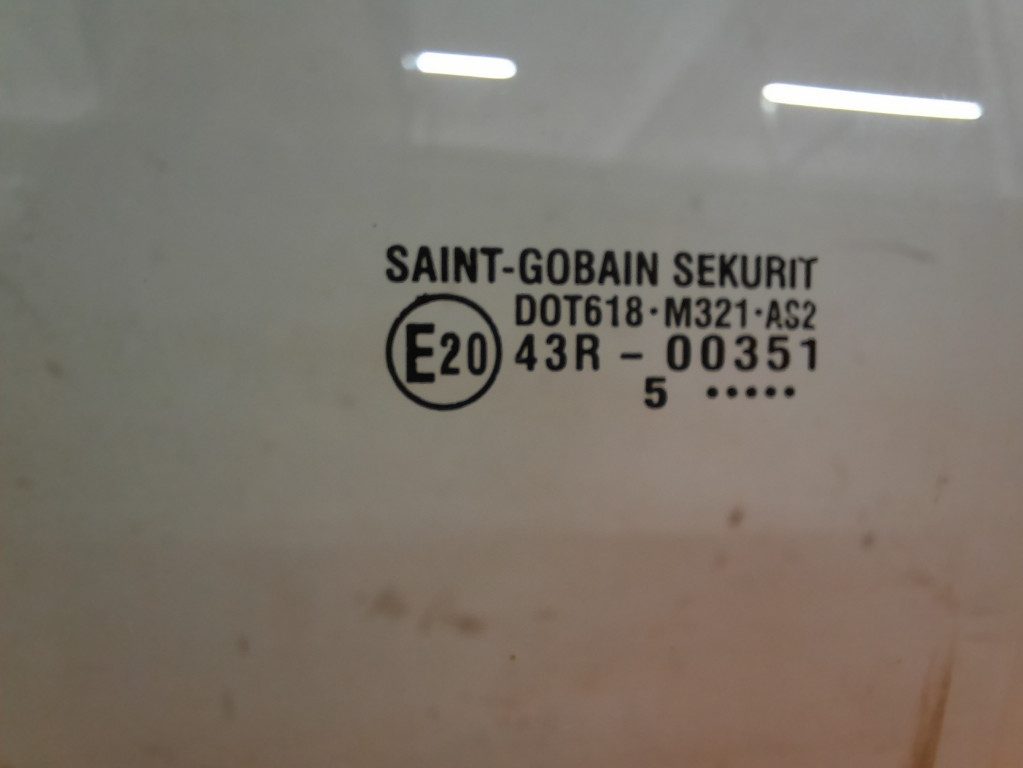 SAINT-GOBAIN SEKURIT
DOT618·M321·AS2
E20 43R - 00351
5 •••••